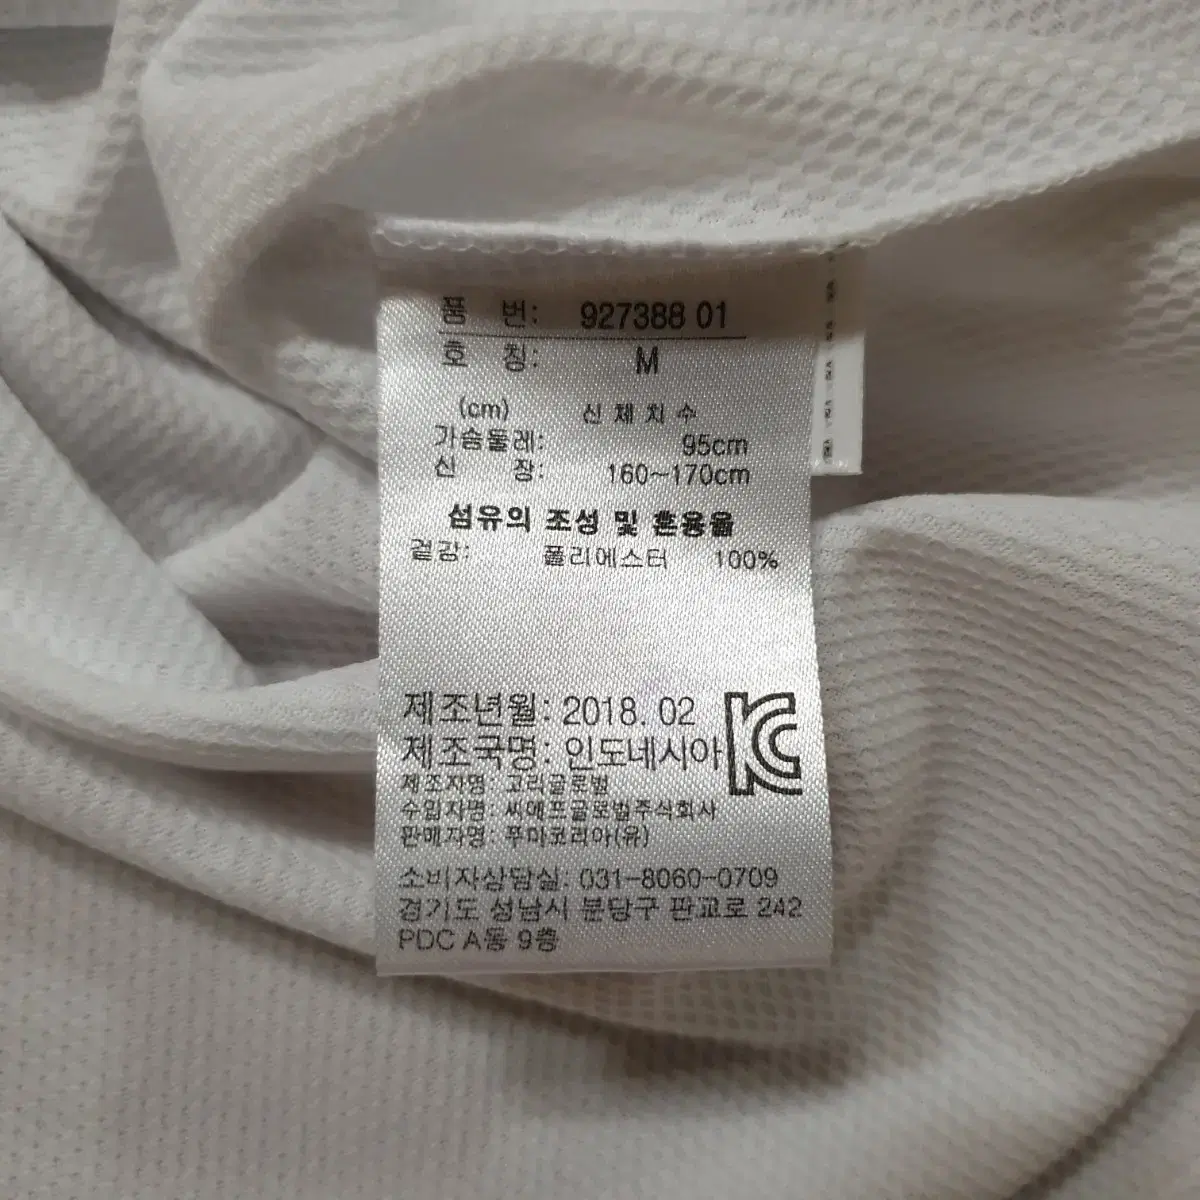 품 번: 927388 01
호 칭: M
(cm) 신 체 치 수
가슴둘레: 95cm
신 장: 160~170cm
섬유의 조성 및 혼용율
겉감: 폴리에스터 100%
제조년월: 2018. 02
제조국명: 인도네시아
KC
제조자명: 고리글로벌
수입자명: 씨에프글로벌주식회사
판매자명: 푸마코리아(유)
소비자상담실: 031-8060-0709
경기도 성남시 분당구 판교로 242
PDC A동 9층